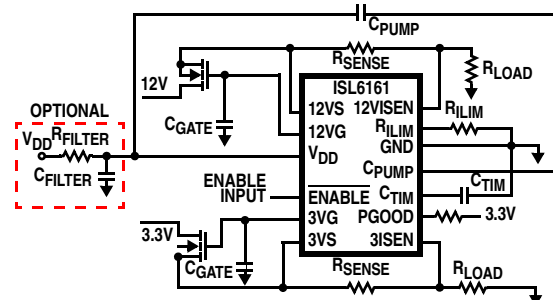 CPUMP
RSENSE
RLOAD
12V
ISL6161
OPTIONAL
12VS
12VISEN
RILIM
CGATE
12VG
RILIM
VDD
RFILTER
GND
VDD
CPUMP
CFILTER
CTIM
ENABLE
INPUT
CTIM
ENABLE
3VG
PGOOD
3.3V
3.3V
3VS
3ISEN
CGATE
RSENSE
RLOAD